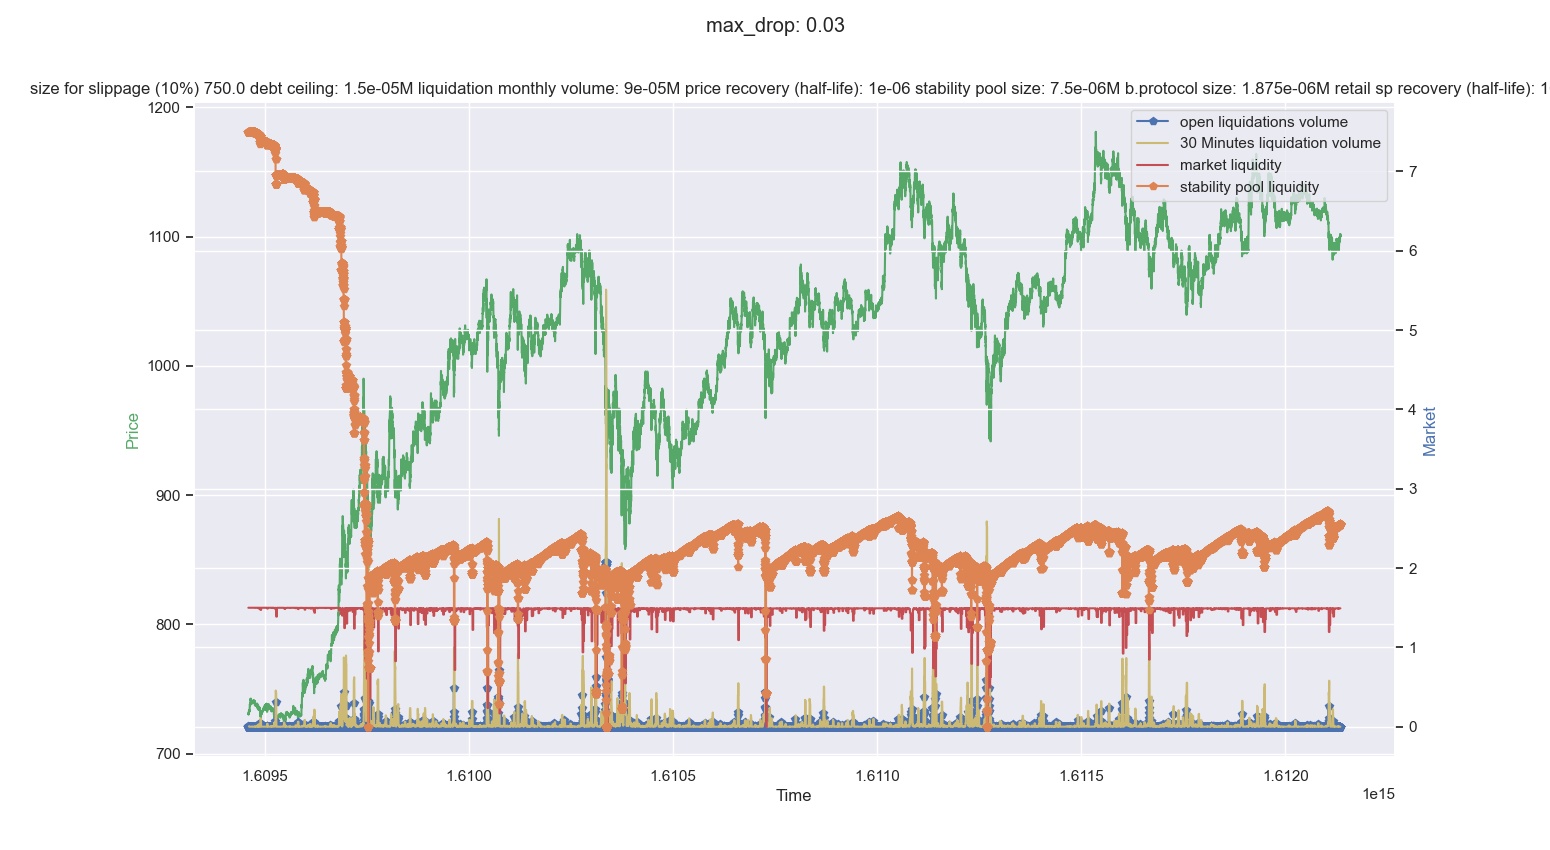 max_drop: 0.03
size for slippage (10%) 750.0 debt ceiling: 1.5e-05M liquidation monthly volume: 9e-05M price recovery (half-life): 1e-06 stability pool size: 7.5e-06M b.protocol size: 1.875e-06M retail sp recovery (half-life): 1
open liquidations volume
30 Minutes liquidation volume
market liquidity
stability pool liquidity
1200
1100
1000
900
800
700
Price
7
6
5
4
3
2
1
0
Market
1.6095 1.6100 1.6105 1.6110 1.6115 1.6120
1e15
Time